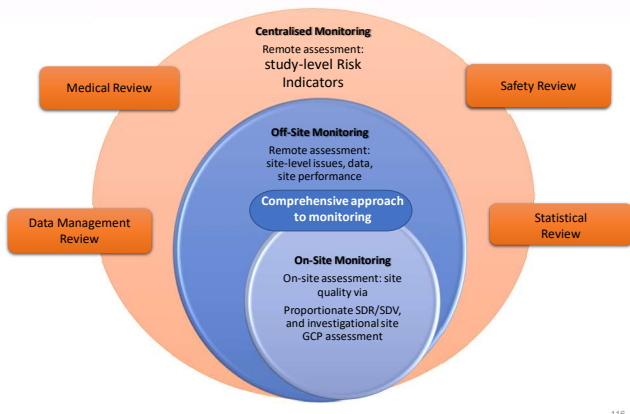 Centralised Monitoring
Remote assessment:
study-level Risk
Indicators
Medical Review
Safety Review
Off-Site Monitoring
Remote assessment:
site-level issues, data,
site performance
Comprehensive approach
to monitoring
Data Management
Review
Statistical
Review
On-Site Monitoring
On-site assessment: site
quality via
Proportionate SDR/SDV,
and investigational site
GCP assessment